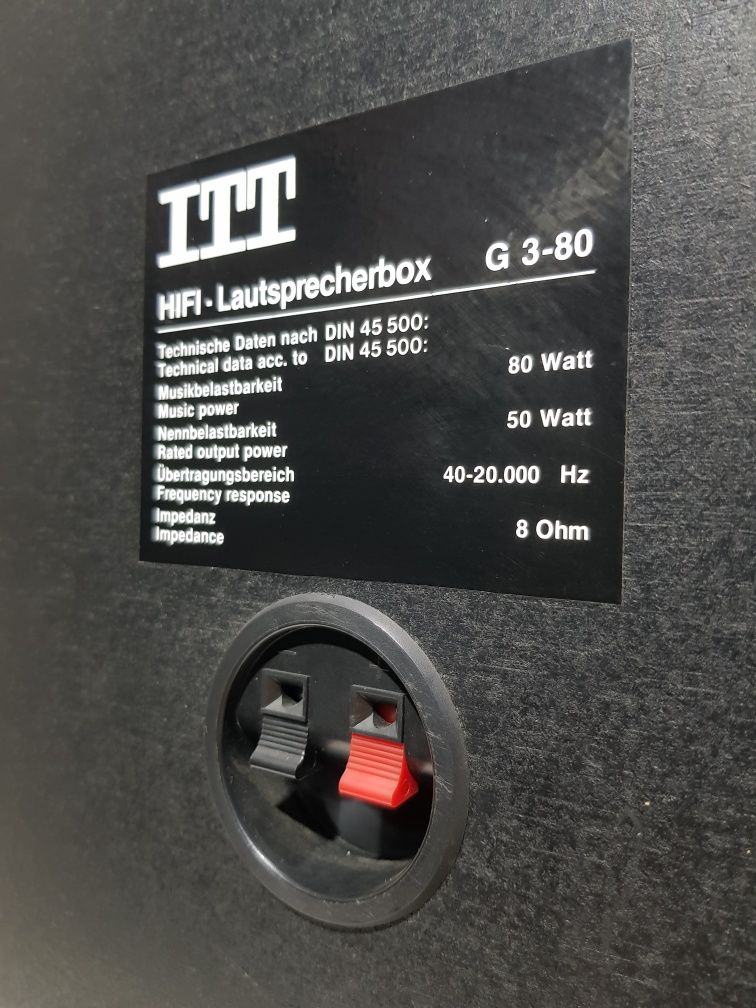 ITT
HIFI - Lautsprecherbox G 3-80
Technische Daten nach DIN 45 500:
Technical data acc. to DIN 45 500:
Musikbelastbarkeit
Music power 80 Watt
Nennbelastbarkeit
Rated output power 50 Watt
Übertragungsbereich
Frequency response 40-20.000 Hz
Impedanz
Impedance 8 Ohm